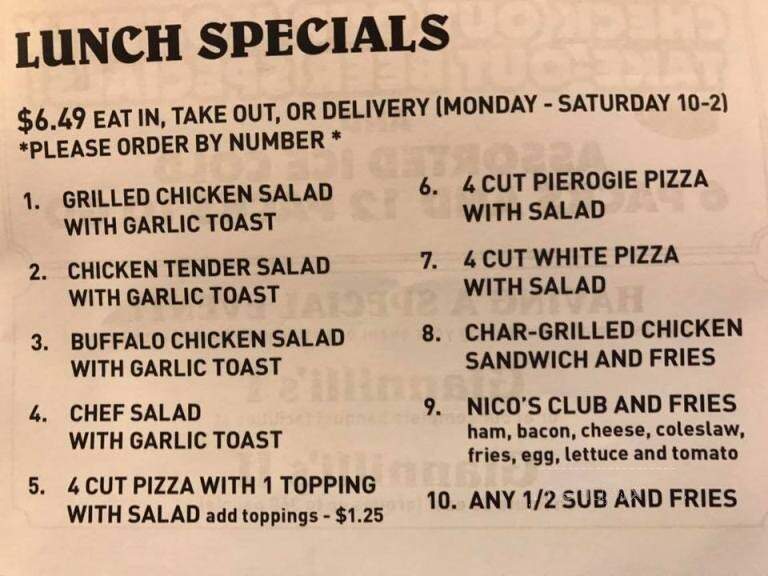 LUNCH SPECIALS
$6.49 EAT IN, TAKE OUT, OR DELIVERY (MONDAY - SATURDAY 10-2)
*PLEASE ORDER BY NUMBER *
1. GRILLED CHICKEN SALAD
WITH GARLIC TOAST
2. CHICKEN TENDER SALAD
WITH GARLIC TOAST
3. BUFFALO CHICKEN SALAD
WITH GARLIC TOAST
4. CHEF SALAD
WITH GARLIC TOAST
5. 4 CUT PIZZA WITH 1 TOPPING
WITH SALAD add toppings - $1.25
6. 4 CUT PIEROGIE PIZZA
WITH SALAD
7. 4 CUT WHITE PIZZA
WITH SALAD
8. CHAR-GRILLED CHICKEN
SANDWICH AND FRIES
9. NICO'S CLUB AND FRIES
ham, bacon, cheese, coleslaw,
fries, egg, lettuce and tomato
10. ANY 1/2 SUB AND FRIES